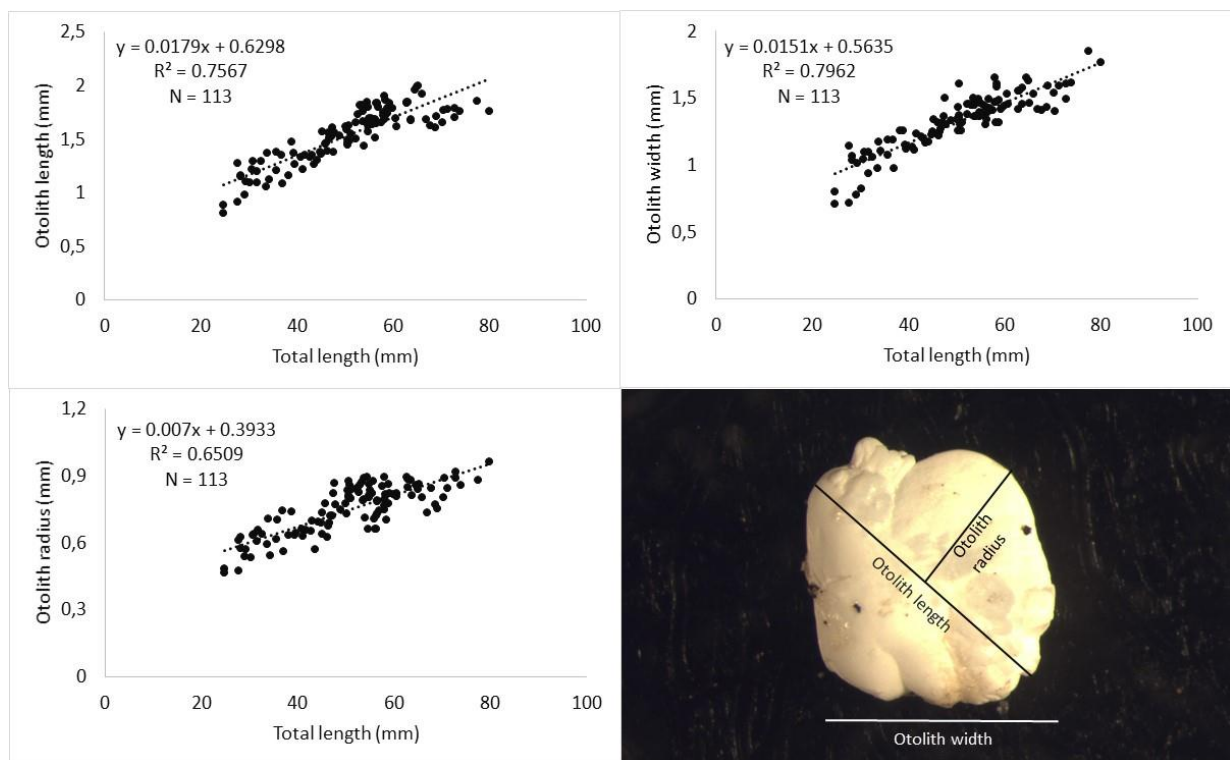 y = 0.0179x + 0.6298
R² = 0.7567
N = 113
Otolith length (mm)
2,5
2
1,5
1
0,5
0
0 20 40 60 80 100
Total length (mm)
y = 0.0151x + 0.5635
R² = 0.7962
N = 113
Otolith width (mm)
2
1,5
1
0,5
0
0 20 40 60 80 100
Total length (mm)
y = 0.007x + 0.3933
R² = 0.6509
N = 113
Otolith radius (mm)
1,2
0,9
0,6
0,3
0
0 20 40 60 80 100
Total length (mm)
Otolith
radius
Otolith length
Otolith width